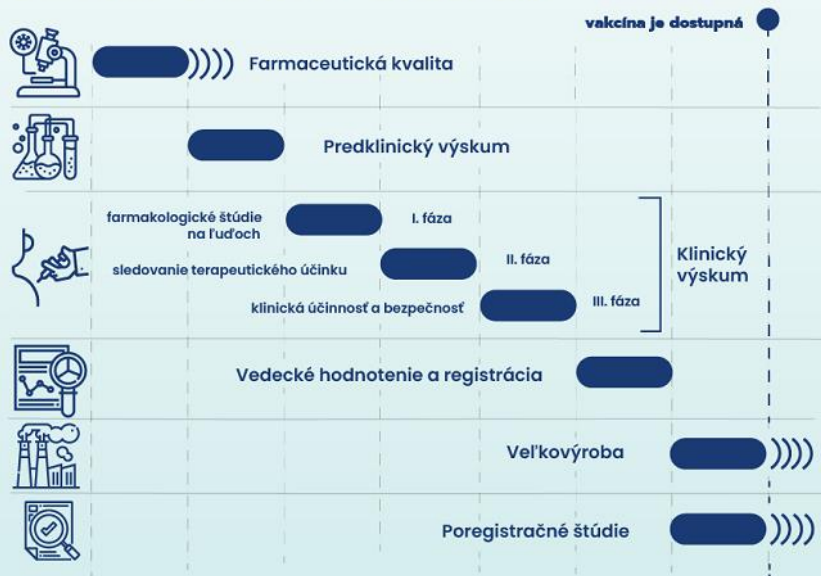 vakcína je dostupná
Farmaceutická kvalita
Predklinický výskum
farmakologické štúdie
na ľuďoch
I. fáza
sledovanie terapeutického účinku
II. fáza
klinická účinnosť a bezpečnosť
III. fáza
Klinický
výskum
Vedecké hodnotenie a registrácia
Veľkovýroba
Poregistračné štúdie